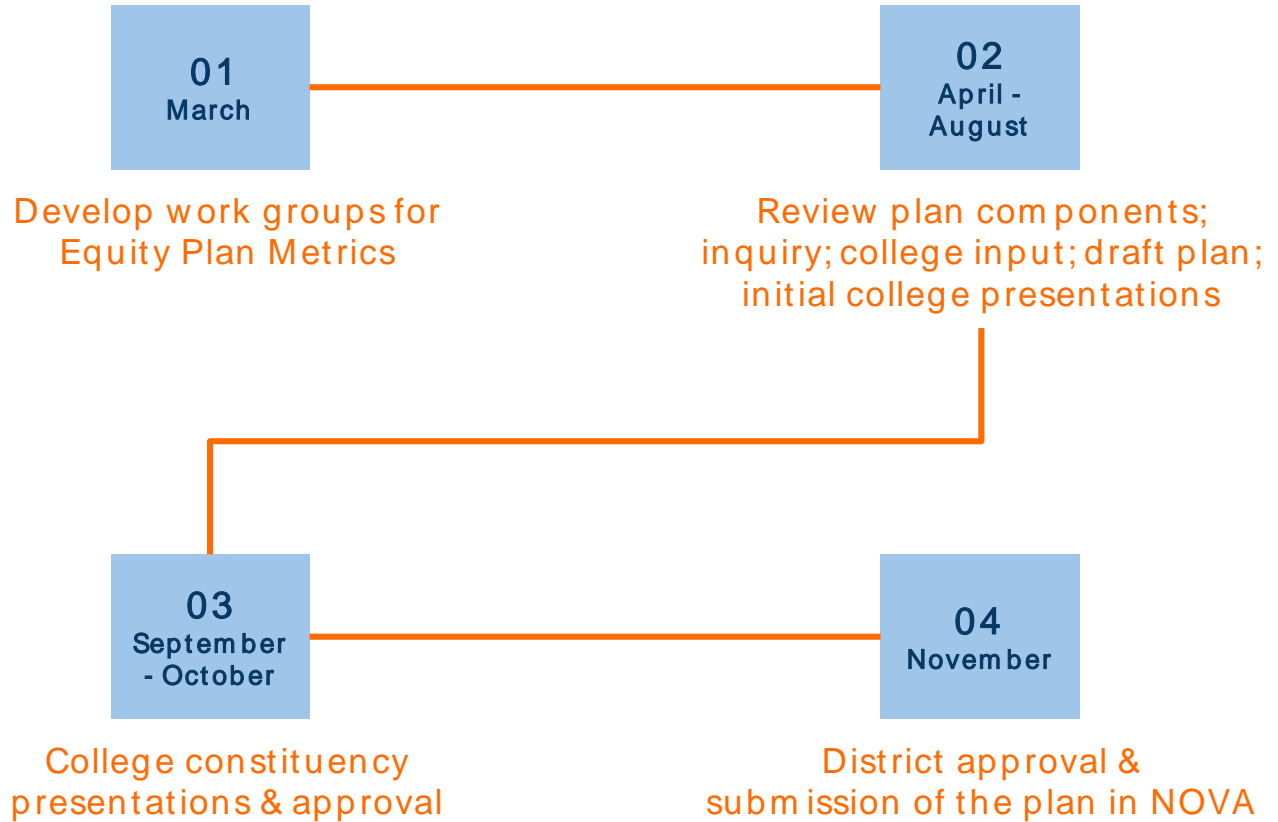 01
March
Develop work groups for
Equity Plan Metrics
02
April -
August
Review plan components;
inquiry; college input; draft plan;
initial college presentations
03
September
- October
College constituency
presentations & approval
04
November
District approval &
submission of the plan in NOVA